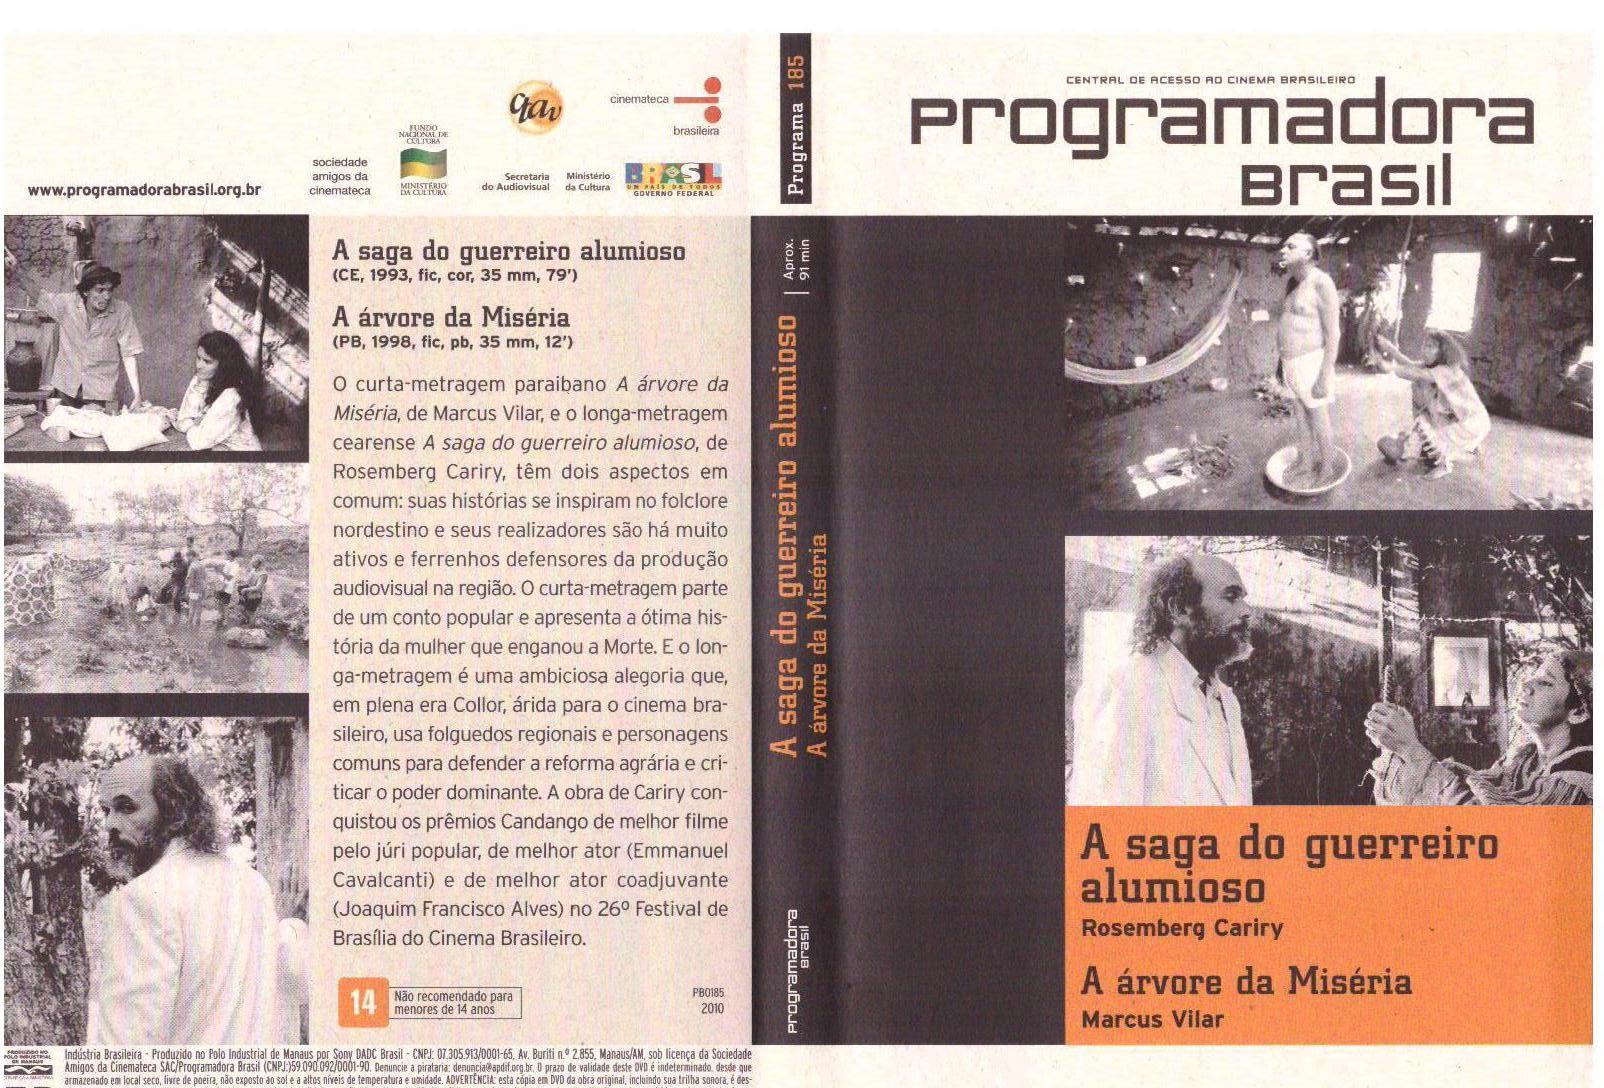 www.programadorabrasil.org.br
sociedade
amigos da
cinemateca
FUNDO
NACIONAL DE
CULTURA
MINISTÉRIO
DA CULTURA
Secretaria
do Audiovisual
Ministério
da Cultura
cinemateca
brasileira
BRASIL
UM PAÍS DE TODOS
GOVERNO FEDERAL
A saga do guerreiro alumioso
(CE, 1993, fic, cor, 35 mm, 79')
A árvore da Miséria
(PB, 1998, fic, pb, 35 mm, 12')
O curta-metragem paraibano A árvore da
Miséria, de Marcus Vilar, e o longa-metragem
cearense A saga do guerreiro alumioso, de
Rosemberg Cariry, têm dois aspectos em
comum: suas histórias se inspiram no folclore
nordestino e seus realizadores são há muito
ativos e ferrenhos defensores da produção
audiovisual na região. O curta-metragem parte
de um conto popular e apresenta a ótima his-
tória da mulher que enganou a Morte. E o lon-
ga-metragem é uma ambiciosa alegoria que,
em plena era Collor, árida para o cinema bra-
sileiro, usa folguedos regionais e personagens
comuns para defender a reforma agrária e cri-
ticar o poder dominante. A obra de Cariry con-
quistou os prêmios Candango de melhor filme
pelo júri popular, de melhor ator (Emmanuel
Cavalcanti) e de melhor ator coadjuvante
(Joaquim Francisco Alves) no 26º Festival de
Brasília do Cinema Brasileiro.
14
Não recomendado para
menores de 14 anos
PB0185
2010
PRODUZIDO NO
POLO INDUSTRIAL
DE MANAUS
Indústria Brasileira - Produzido no Polo Industrial de Manaus por Sony DADC Brasil - CNPJ: 07.305.913/0001-65, Av. Buriti n.º 2.855, Manaus/AM, sob licença da Sociedade
Amigos da Cinemateca SAC/Programadora Brasil (CNPJ:)59.090.092/0001-90. Denuncie a pirataria: denuncia@apdif.org.br. O prazo de validade deste DVD é indeterminado, desde que
armazenado em local seco, livre de poeira, não exposto ao sol e a altos níveis de temperatura e umidade. ADVERTÊNCIA: esta cópia em DVD da obra original, incluindo sua trilha sonora, é des-
Programa 185
Aprox.
91 min
A saga do guerreiro alumioso
A árvore da Miséria
programadora
Brasil
CENTRAL DE ACESSO AO CINEMA BRASILEIRO
programadora
Brasil
A saga do guerreiro
alumioso
Rosemberg Cariry
A árvore da Miséria
Marcus Vilar